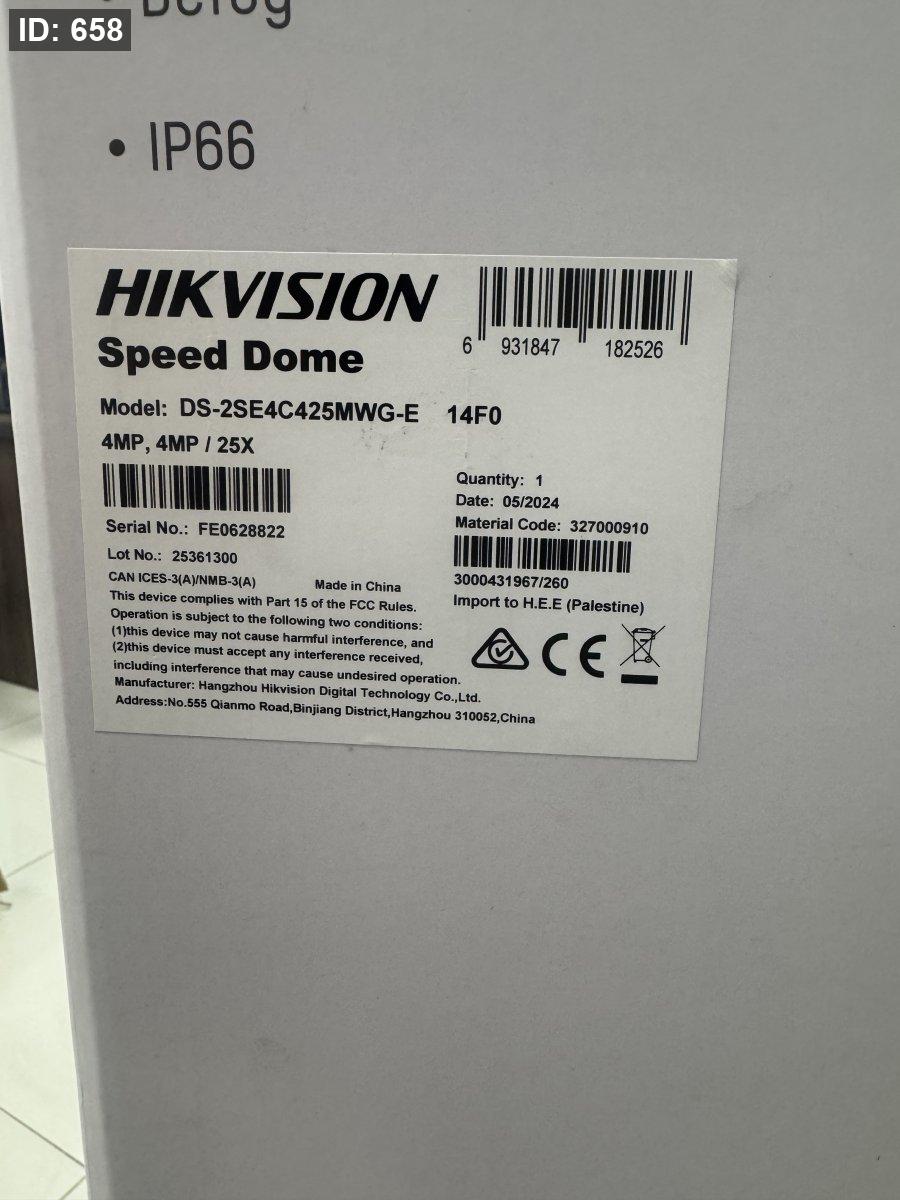 ID: 658
• Defog
• IP66
HIKVISION
Speed Dome
6 931847 182526
Model: DS-2SE4C425MWG-E 14F0
4MP, 4MP / 25X
Quantity: 1
Date: 05/2024
Material Code: 327000910
3000431967/260
Import to H.E.E (Palestine)
Serial No.: FE0628822
Lot No.: 25361300
CAN ICES-3(A)/NMB-3(A) Made in China
This device complies with Part 15 of the FCC Rules.
Operation is subject to the following two conditions:
(1)this device may not cause harmful interference, and
(2)this device must accept any interference received,
including interference that may cause undesired operation.
Manufacturer: Hangzhou Hikvision Digital Technology Co.,Ltd.
Address:No.555 Qianmo Road,Binjiang District,Hangzhou 310052,China
CE